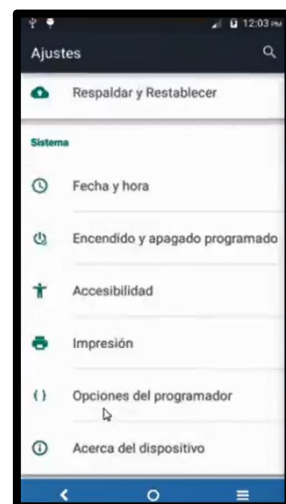 12:03 PM
Ajustes
Respaldar y Restablecer
Sistema
Fecha y hora
Encendido y apagado programado
Accesibilidad
Impresión
Opciones del programador
Acerca del dispositivo